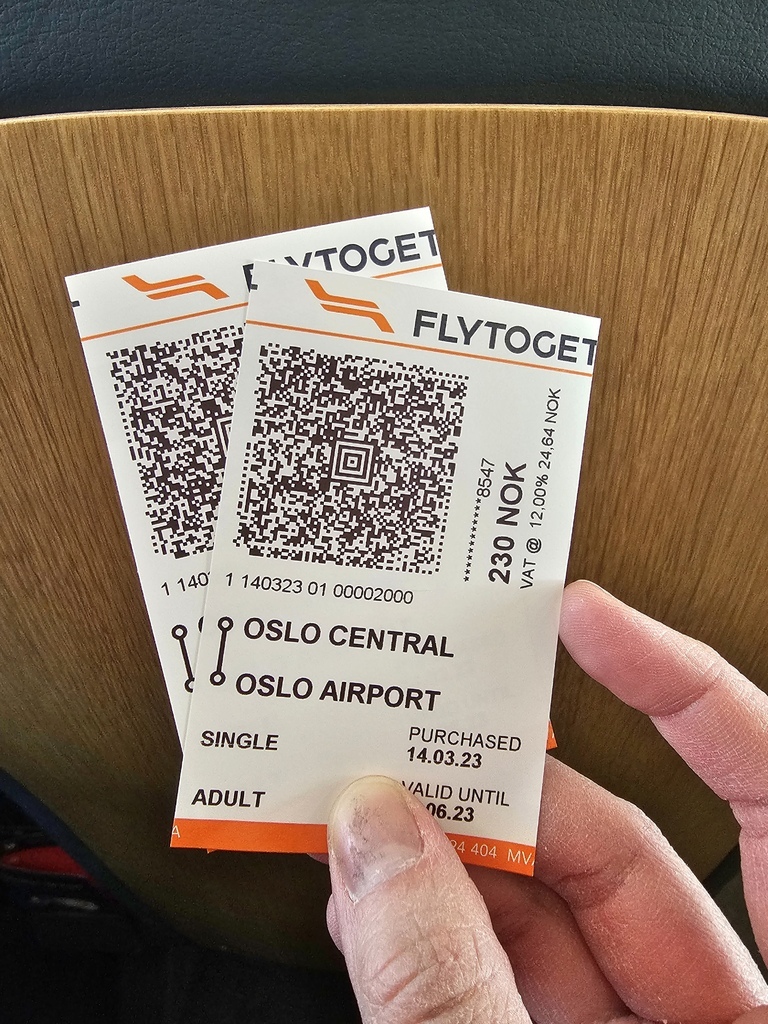 FLYTOGET
FLYTOGET
************8547
230 NOK
VAT @ 12,00% 24,64 NOK
1 140
1 140323 01 00002000
OSLO CENTRAL
OSLO AIRPORT
SINGLE
PURCHASED
14.03.23
ADULT
VALID UNTIL
.06.23
A
24 404 MVA